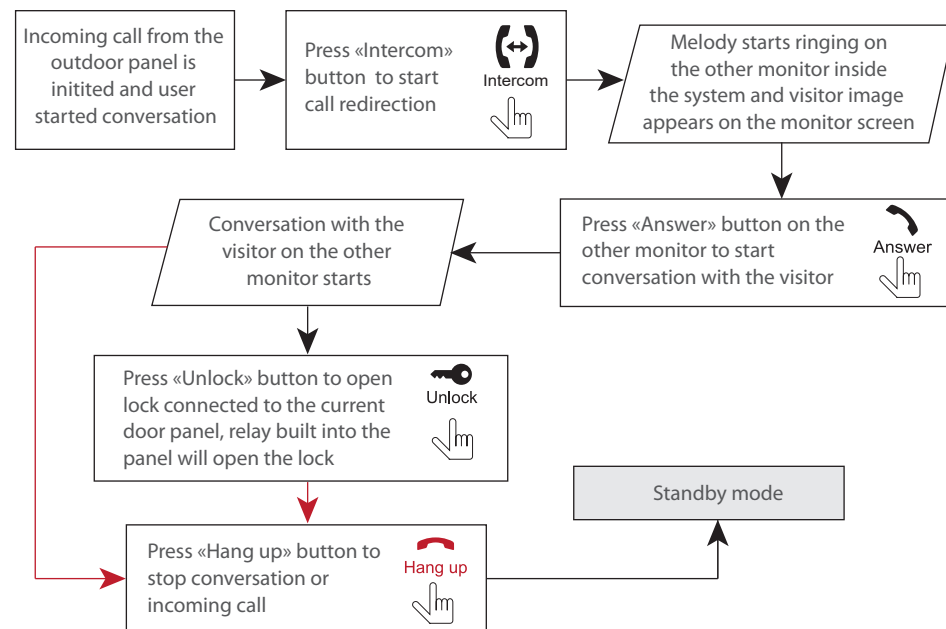 Incoming call from the
outdoor panel is
initited and user
started conversation
Press «Intercom»
button to start
call redirection
Intercom
Melody starts ringing on
the other monitor inside
the system and visitor image
appears on the monitor screen
Conversation with the
visitor on the other
monitor starts
Press «Answer» button on the
other monitor to start
conversation with the visitor
Answer
Press «Unlock» button to open
lock connected to the current
door panel, relay built into the
panel will open the lock
Unlock
Standby mode
Press «Hang up» button to
stop conversation or
incoming call
Hang up